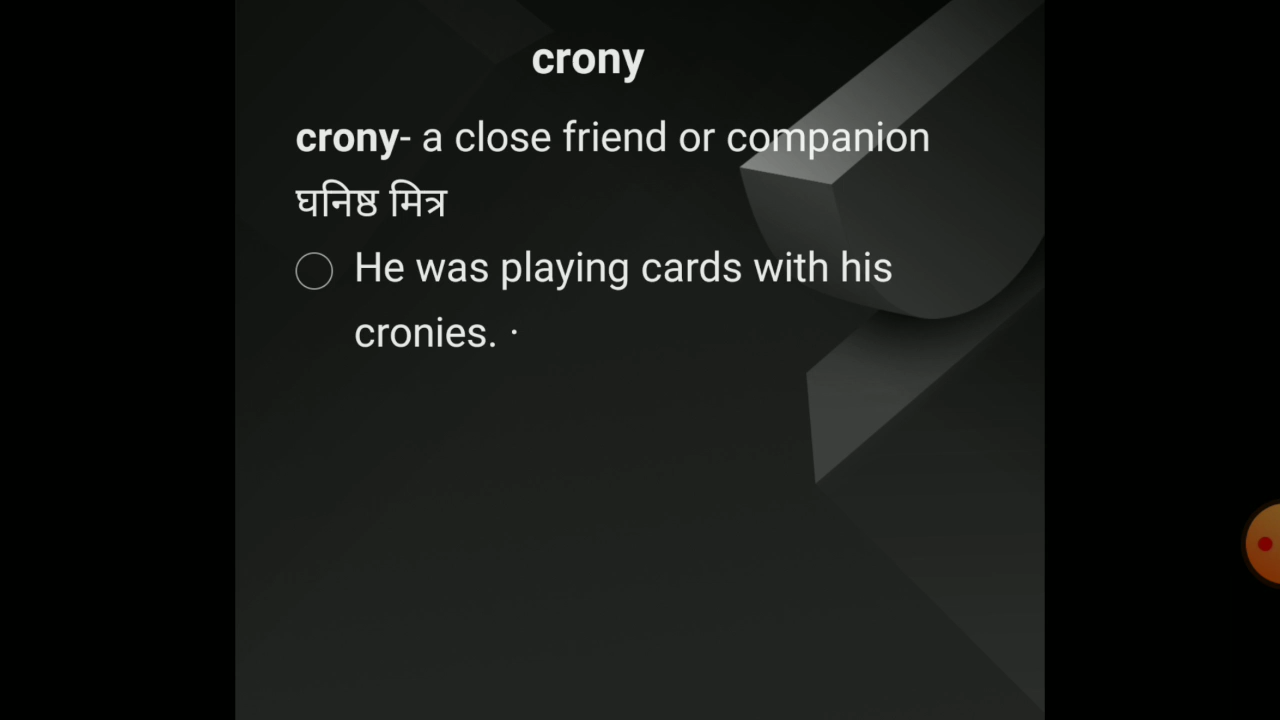 crony
crony- a close friend or companion
घनिष्ठ मित्र
He was playing cards with his
cronies. ·